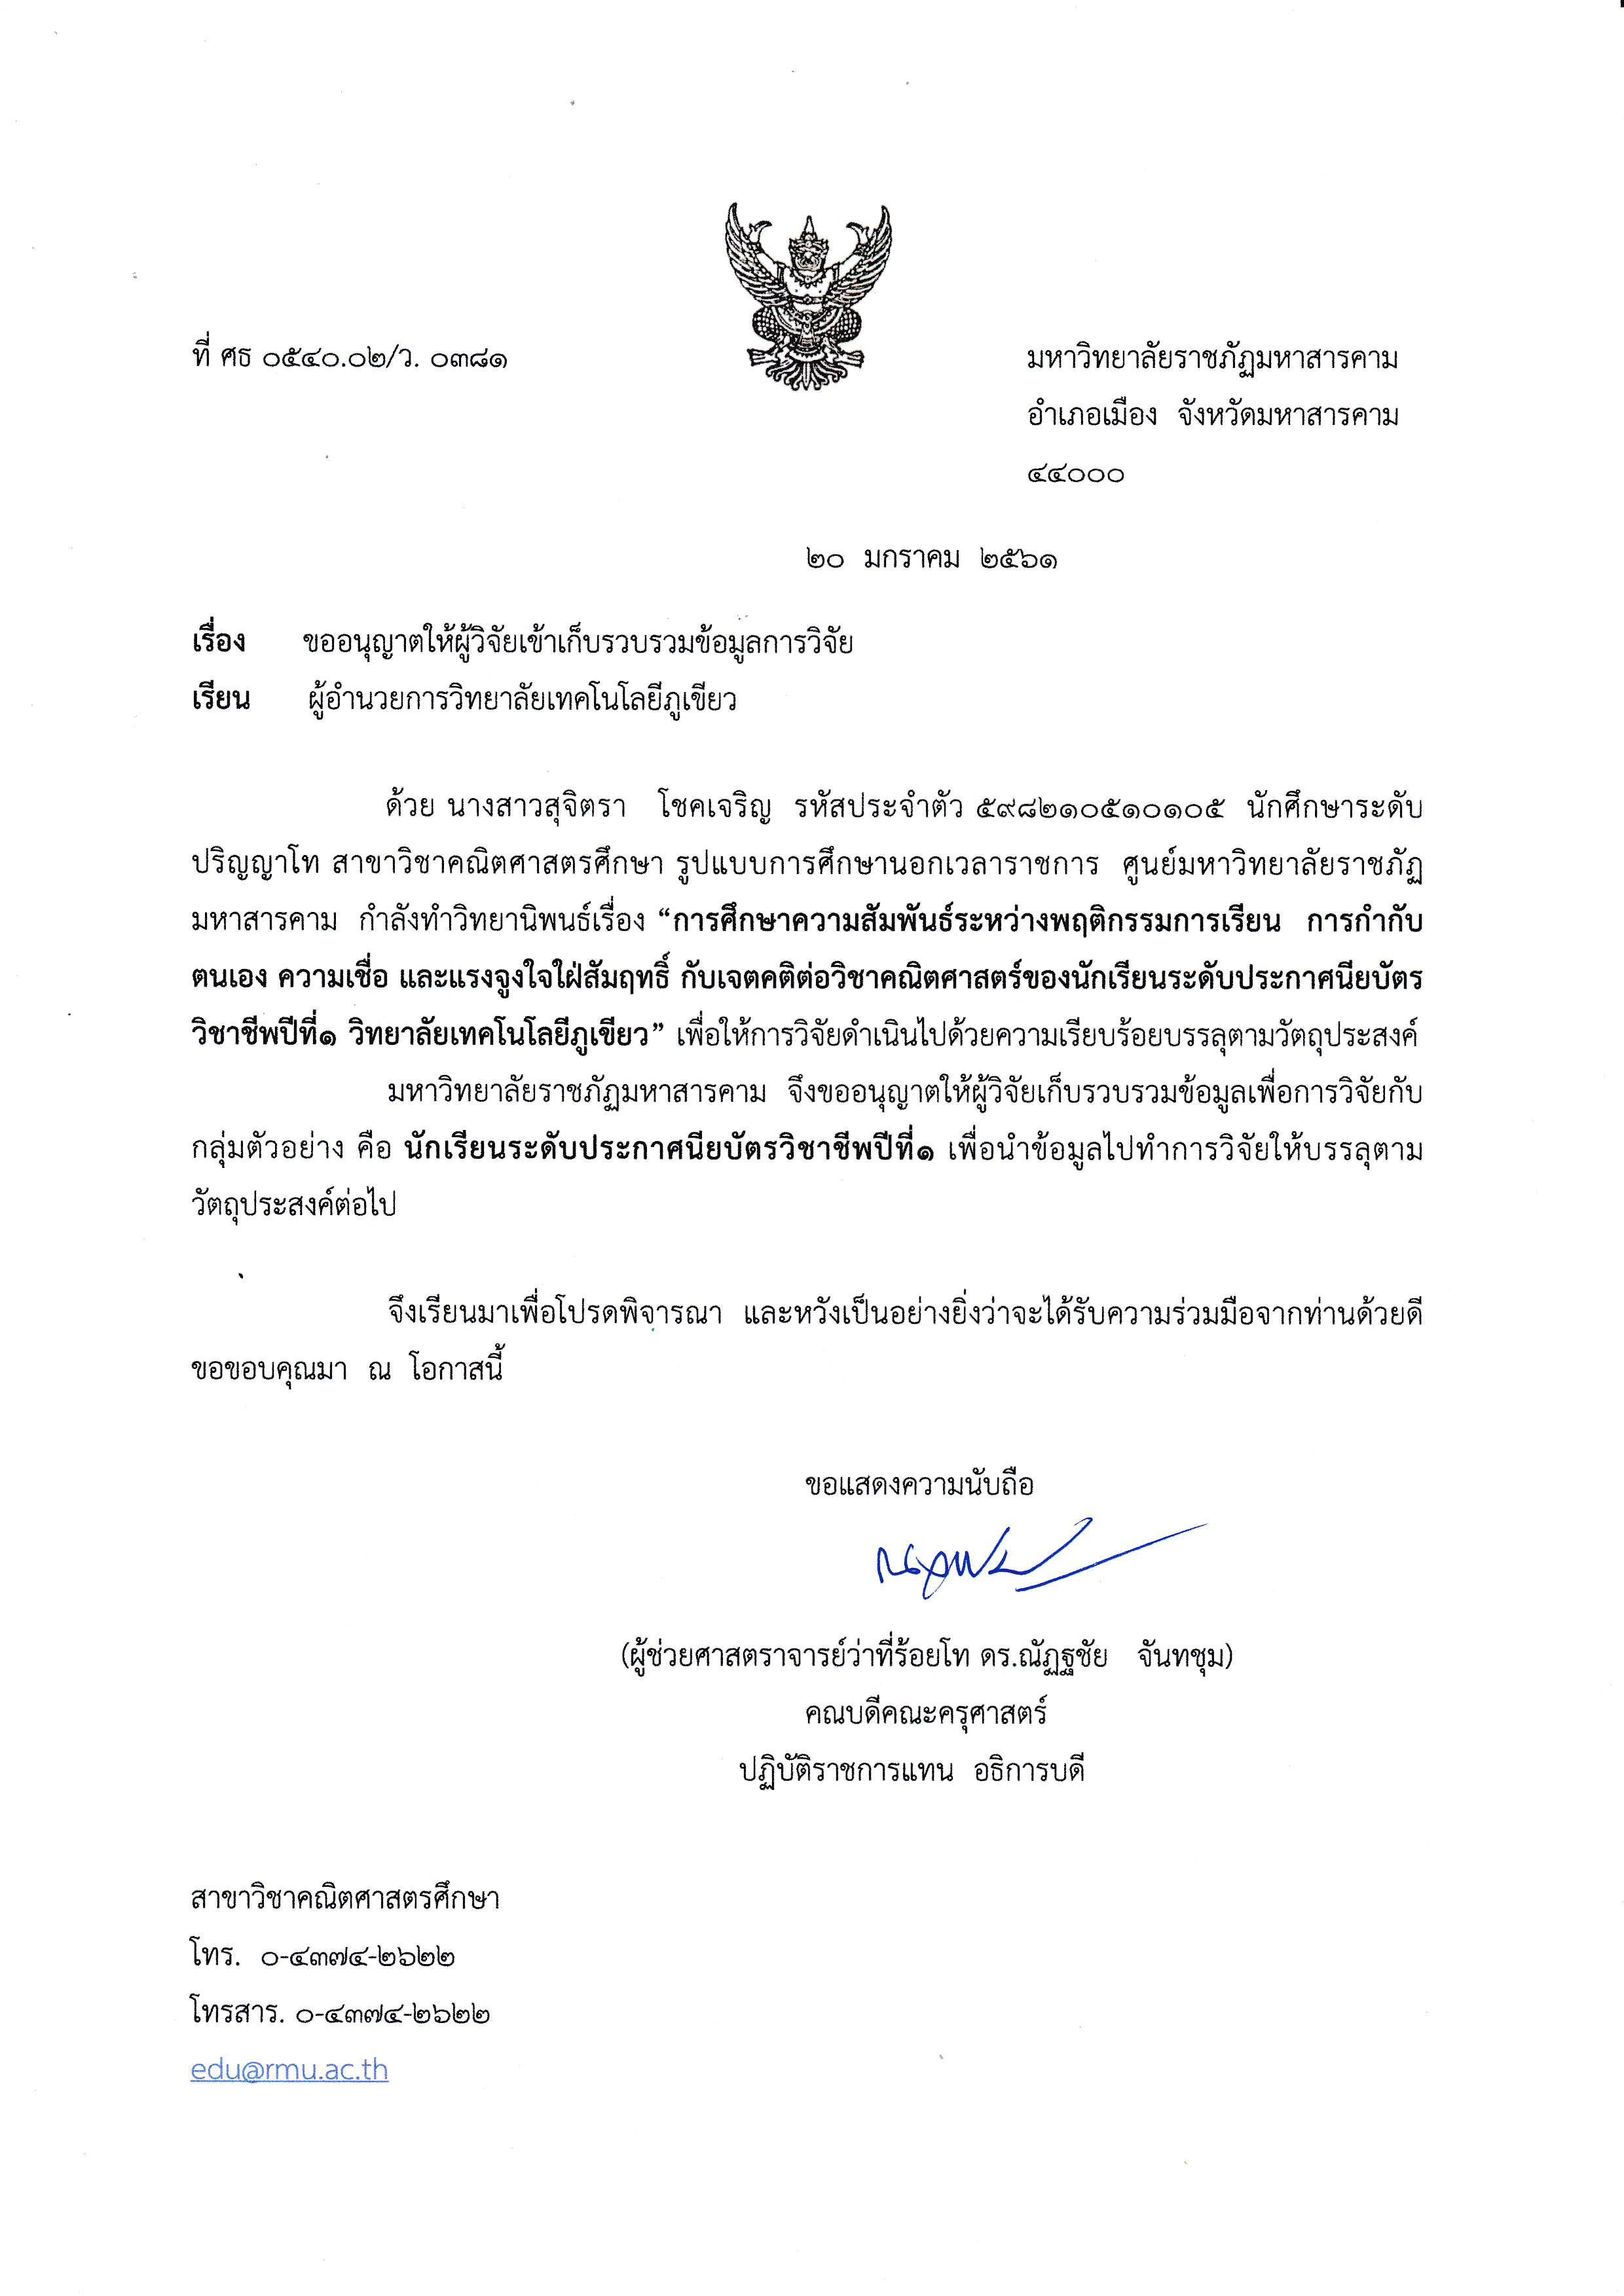 ที่ ศธ ๐๕๔๐.๐๒/ว. ๐๓๘๑
มหาวิทยาลัยราชภัฏมหาสารคาม
อำเภอเมือง จังหวัดมหาสารคาม
๔๔๐๐๐
๒๐ มกราคม ๒๕๖๑
เรื่อง ขออนุญาตให้ผู้วิจัยเข้าเก็บรวบรวมข้อมูลการวิจัย
เรียน ผู้อำนวยการวิทยาลัยเทคโนโลยีภูเขียว
ด้วย นางสาวสุจิตรา โชคเจริญ รหัสประจำตัว ๕๙๘๒๑๐๕๑๐๑๐๕ นักศึกษาระดับ
ปริญญาโท สาขาวิชาคณิตศาสตรศึกษา รูปแบบการศึกษานอกเวลาราชการ ศูนย์มหาวิทยาลัยราชภัฏ
มหาสารคาม กำลังทำวิทยานิพนธ์เรื่อง “การศึกษาความสัมพันธ์ระหว่างพฤติกรรมการเรียน การกำกับ
ตนเอง ความเชื่อ และแรงจูงใจใฝ่สัมฤทธิ์ กับเจตคติต่อวิชาคณิตศาสตร์ของนักเรียนระดับประกาศนียบัตร
วิชาชีพปีที่๑ วิทยาลัยเทคโนโลยีภูเขียว” เพื่อให้การวิจัยดำเนินไปด้วยความเรียบร้อยบรรลุตามวัตถุประสงค์
มหาวิทยาลัยราชภัฏมหาสารคาม จึงขออนุญาตให้ผู้วิจัยเก็บรวบรวมข้อมูลเพื่อการวิจัยกับ
กลุ่มตัวอย่าง คือ นักเรียนระดับประกาศนียบัตรวิชาชีพปีที่๑ เพื่อนำข้อมูลไปทำการวิจัยให้บรรลุตาม
วัตถุประสงค์ต่อไป
จึงเรียนมาเพื่อโปรดพิจารณา และหวังเป็นอย่างยิ่งว่าจะได้รับความร่วมมือจากท่านด้วยดี
ขอขอบคุณมา ณ โอกาสนี้
ขอแสดงความนับถือ
(ผู้ช่วยศาสตราจารย์ว่าที่ร้อยโท ดร.ณัฏฐชัย จันทชุม)
คณบดีคณะครุศาสตร์
ปฏิบัติราชการแทน อธิการบดี
สาขาวิชาคณิตศาสตรศึกษา
โทร. ๐-๔๓๗๔-๒๖๒๒
โทรสาร. ๐-๔๓๗๔-๒๖๒๒
edu@rmu.ac.th